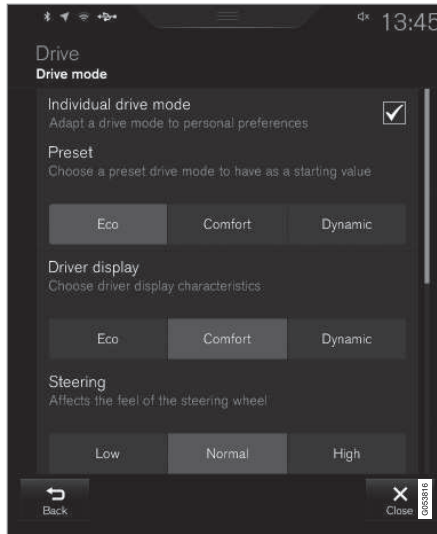 13:45
Drive
Drive mode
Individual drive mode
Adapt a drive mode to personal preferences
Preset
Choose a preset drive mode to have as a starting value
Eco Comfort Dynamic
Driver display
Choose driver display characteristics
Eco Comfort Dynamic
Steering
Affects the feel of the steering wheel
Low Normal High
Back Close
G053816